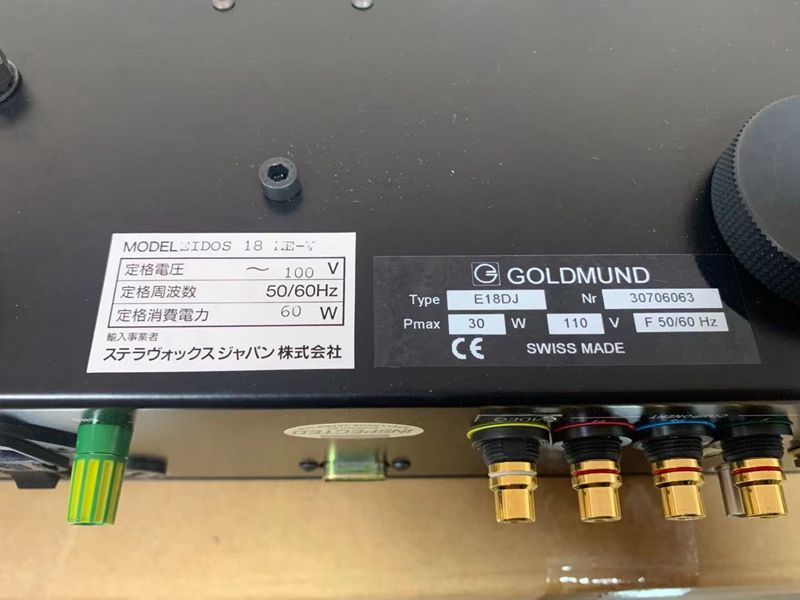 MODEL EIDOS 18 ME-V
定格電圧 ~ 100 V
定格周波数 50/60Hz
定格消費電力 60 W
輸入事業者
ステラヴォックスジャパン株式会社
GOLDMUND
Type E18DJ Nr 30706063
Pmax 30 W 110 V F 50/60 Hz
CE SWISS MADE
INSPECTED
VIDEO
COMPONENT